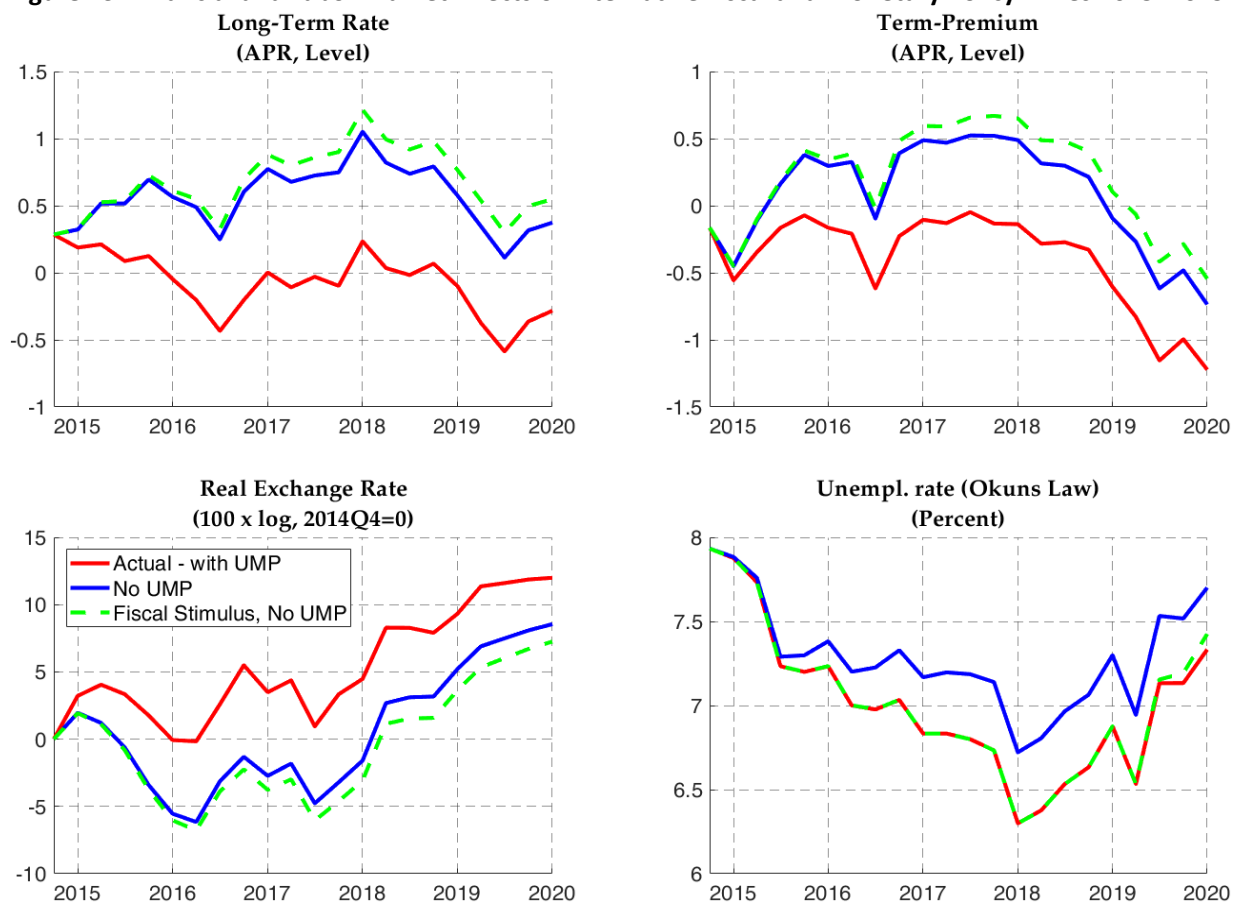 Long-Term Rate
(APR, Level)
1.5
1
0.5
0
-0.5
-1
2015 2016 2017 2018 2019 2020
Term-Premium
(APR, Level)
1
0.5
0
-0.5
-1
-1.5
2015 2016 2017 2018 2019 2020
Real Exchange Rate
(100 x log, 2014Q4=0)
15
10
5
0
-5
-10
Actual - with UMP
No UMP
Fiscal Stimulus, No UMP
2015 2016 2017 2018 2019 2020
Unempl. rate (Okuns Law)
(Percent)
8
7.5
7
6.5
6
2015 2016 2017 2018 2019 2020